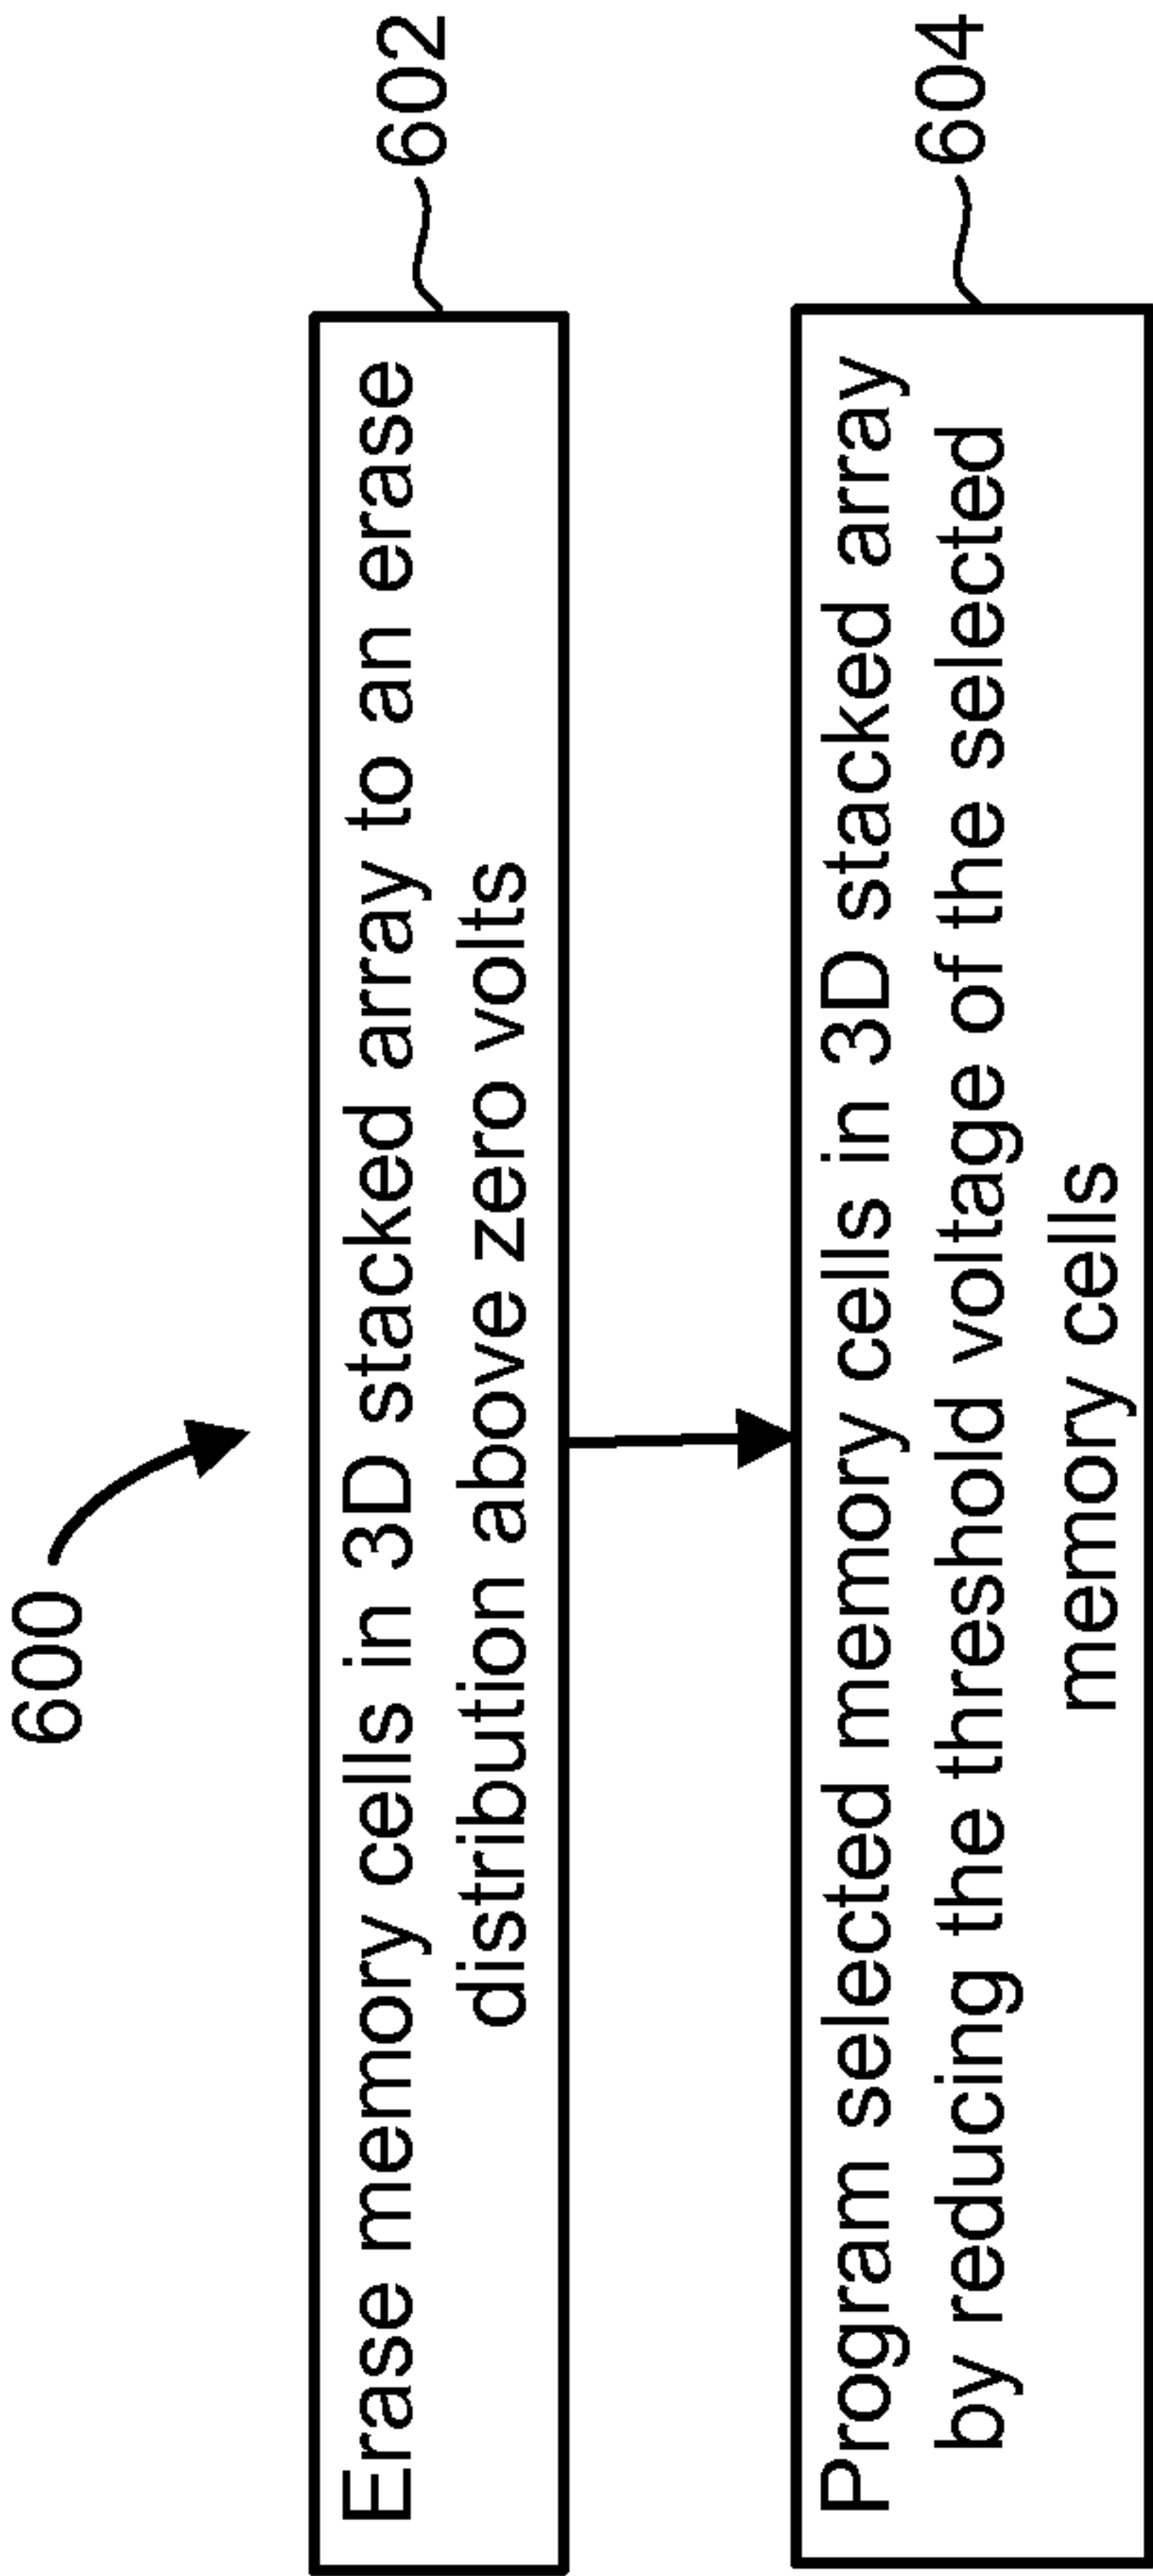 600
Erase memory cells in 3D stacked array to an erase
distribution above zero volts
602
Program selected memory cells in 3D stacked array
by reducing the threshold voltage of the selected
memory cells
604